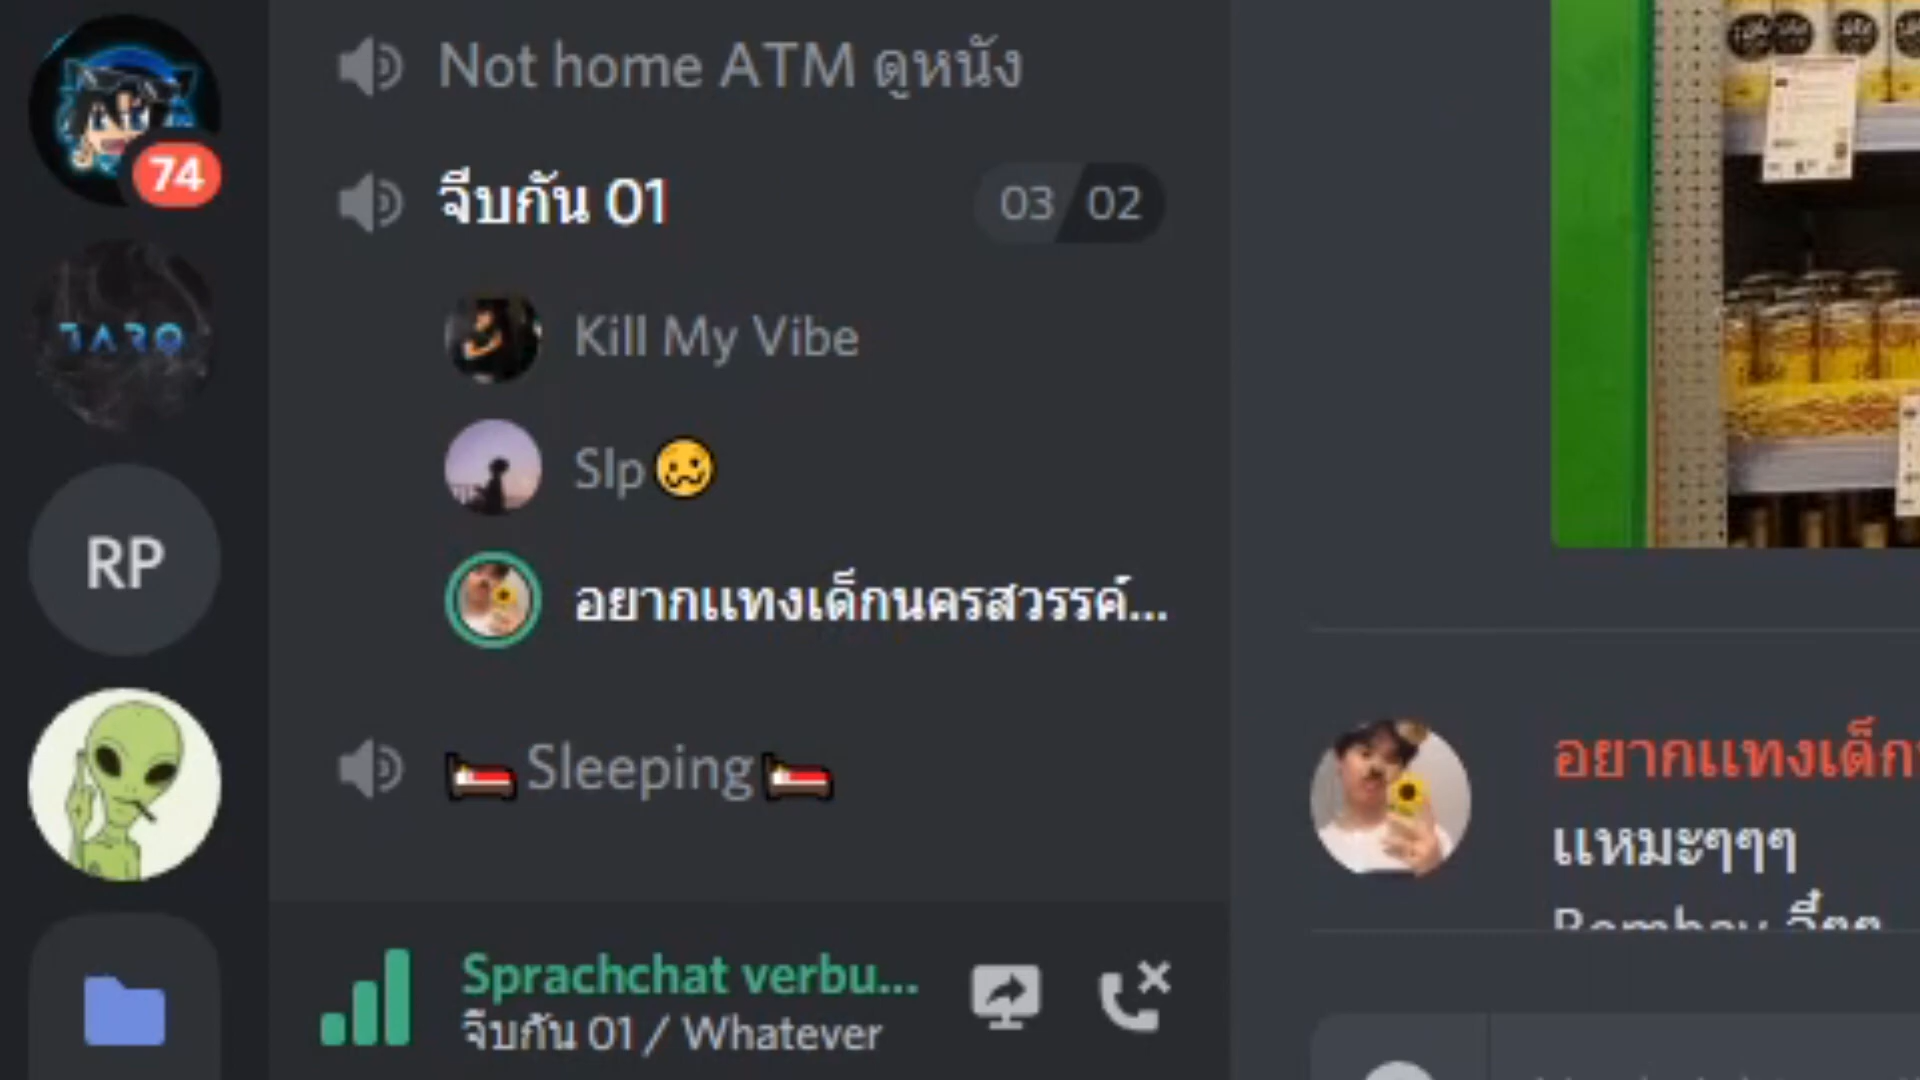 Not home ATM ดูหนัง
74
จีบกัน 01
03 / 02
TARO
Kill My Vibe
Slp🥴
RP
อยากแทงเด็กนครสวรรค์...
🛏️Sleeping🛏️
อยากแทงเด็ก
แหมะๆๆๆ
Sprachchat verbu...
จีบกัน 01 / Whatever